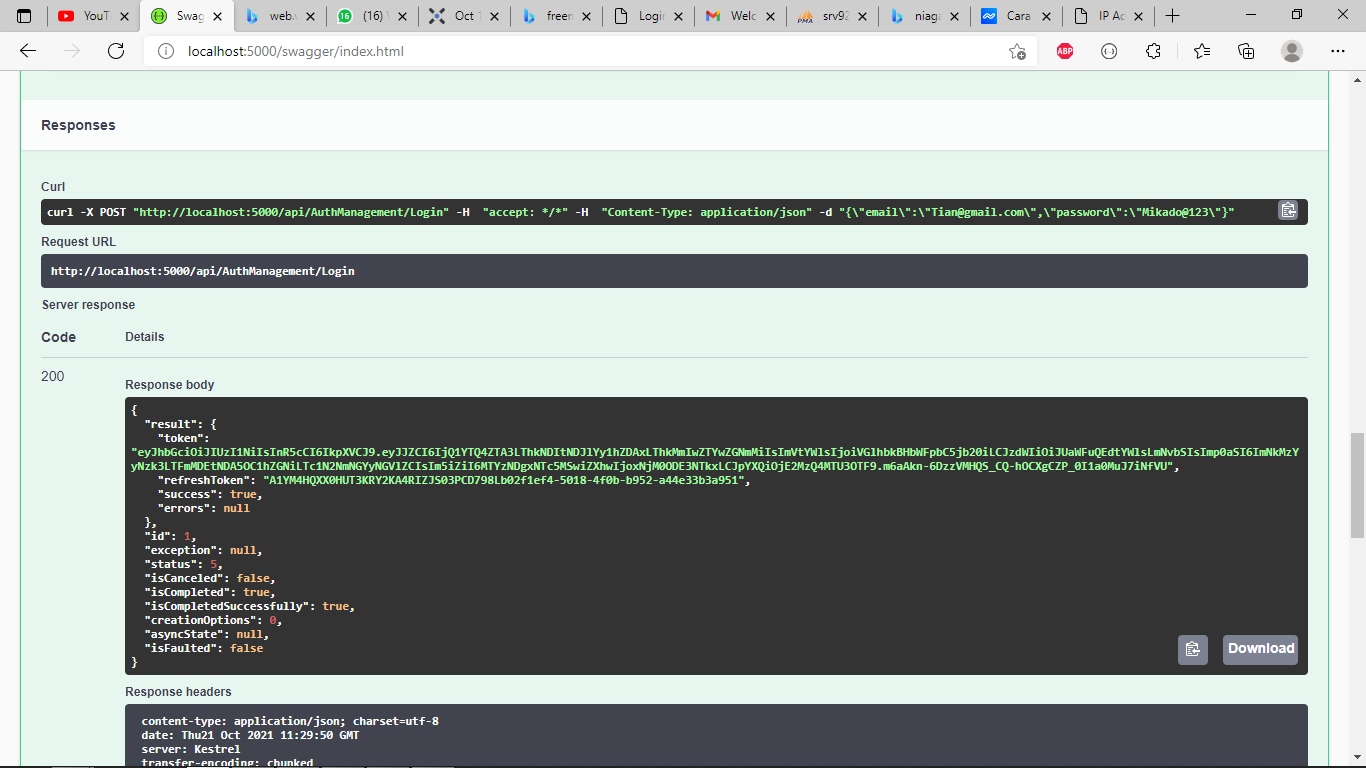 YouT
Swag
web.v
(16)
Oct 1
freen
Login
Welc
srv92
niaga
Cara
IP Ac
localhost:5000/swagger/index.html
Responses
Curl
curl -X POST "http://localhost:5000/api/AuthManagement/Login" -H  "accept: */*" -H  "Content-Type: application/json" -d "{\"email\":\"Tian@gmail.com\",\"password\":\"Mikado@123\"}"
Request URL
http://localhost:5000/api/AuthManagement/Login
Server response
Code Details
200
Response body
{
"result": {
"token":
"eyJhbGciOiJIUzI1NiIsInR5cCI6IkpXVCJ9.eyJJZCI6IjQ1YTQ4ZTA3LThkNDItNDJlYy1hZDAxLThkMmIwZTYwZGNmMiIsImVtYWlsIjoiVGlhbkBHbWFpbC5jb20iLCJzdWIiOiJUaWFuQEdtYWlsLmNvbSIsImp0aSI6ImNkMzY
yNzk3LTFmMDEtNDA5OC1hZGNiLTc1N2NmNGYyNGVlZCIsIm5iZiI6MTYzNDgxNTc5MSwiZXhwIjoxNjM0ODE3NTkxLCJpYXQiOjE2MzQ4MTU3OTF9.m6aAkn-6DzzVMHQS_CQ-hOCXgCZP_0I1a0MuJ7iNfVU",
"refreshToken": "A1YM4HQXX0HUT3KRY2KA4RIZJS03PCD798Lb02f1ef4-5018-4f0b-b952-a44e33b3a951",
"success": true,
"errors": null
},
"id": 1,
"exception": null,
"status": 5,
"isCanceled": false,
"isCompleted": true,
"isCompletedSuccessfully": true,
"creationOptions": 0,
"asyncState": null,
"isFaulted": false
}
Download
Response headers
content-type: application/json; charset=utf-8
date: Thu21 Oct 2021 11:29:50 GMT
server: Kestrel
transfer-encoding: chunked